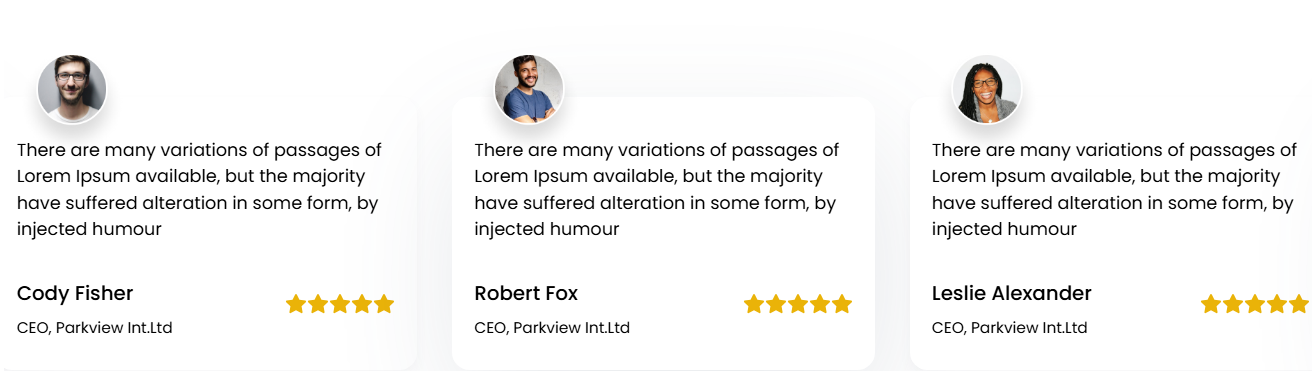 There are many variations of passages of
Lorem Ipsum available, but the majority
have suffered alteration in some form, by
injected humour
Cody Fisher
CEO, Parkview Int.Ltd
There are many variations of passages of
Lorem Ipsum available, but the majority
have suffered alteration in some form, by
injected humour
Robert Fox
CEO, Parkview Int.Ltd
There are many variations of passages of
Lorem Ipsum available, but the majority
have suffered alteration in some form, by
injected humour
Leslie Alexander
CEO, Parkview Int.Ltd